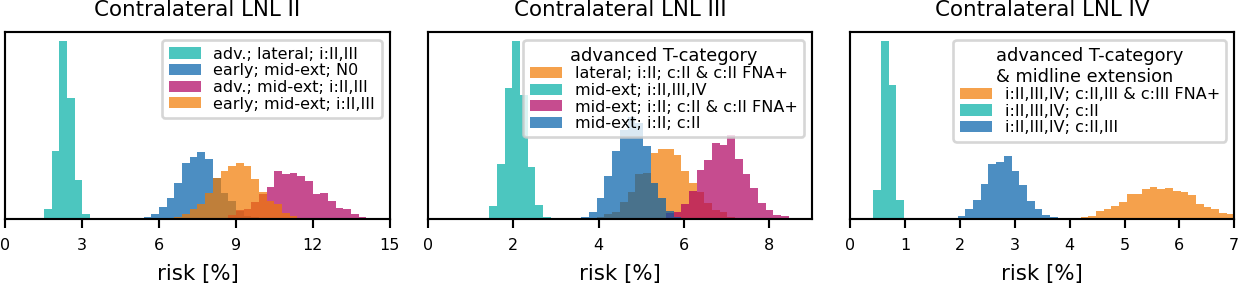 Contralateral LNL II
adv.; lateral; i:II,III
early; mid-ext; N0
adv.; mid-ext; i:II,III
early; mid-ext; i:II,III
0 3 6 9 12 15
risk [%]
Contralateral LNL III
advanced T-category
lateral; i:II; c:II & c:II FNA+
mid-ext; i:II,III,IV
mid-ext; i:II; c:II & c:II FNA+
mid-ext; i:II; c:II
0 2 4 6 8
risk [%]
Contralateral LNL IV
advanced T-category
& midline extension
i:II,III,IV; c:II,III & c:III FNA+
i:II,III,IV; c:II
i:II,III,IV; c:II,III
0 1 2 3 4 5 6 7
risk [%]